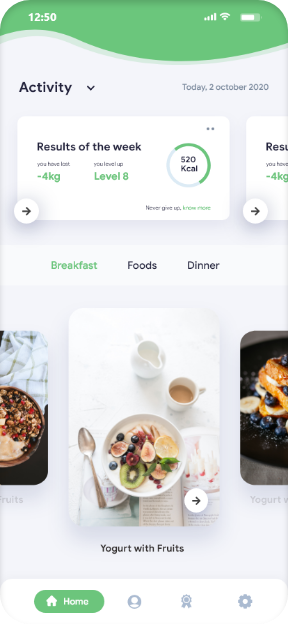 12:50
Activity
Today, 2 october 2020
Results of the week
you have lost
you level up
-4kg
Level 8
520
Kcal
Never give up, know more
Resu
you have
-4kg
Breakfast
Foods
Dinner
Fruits
Yogurt with Fruits
Yogurt w
Home